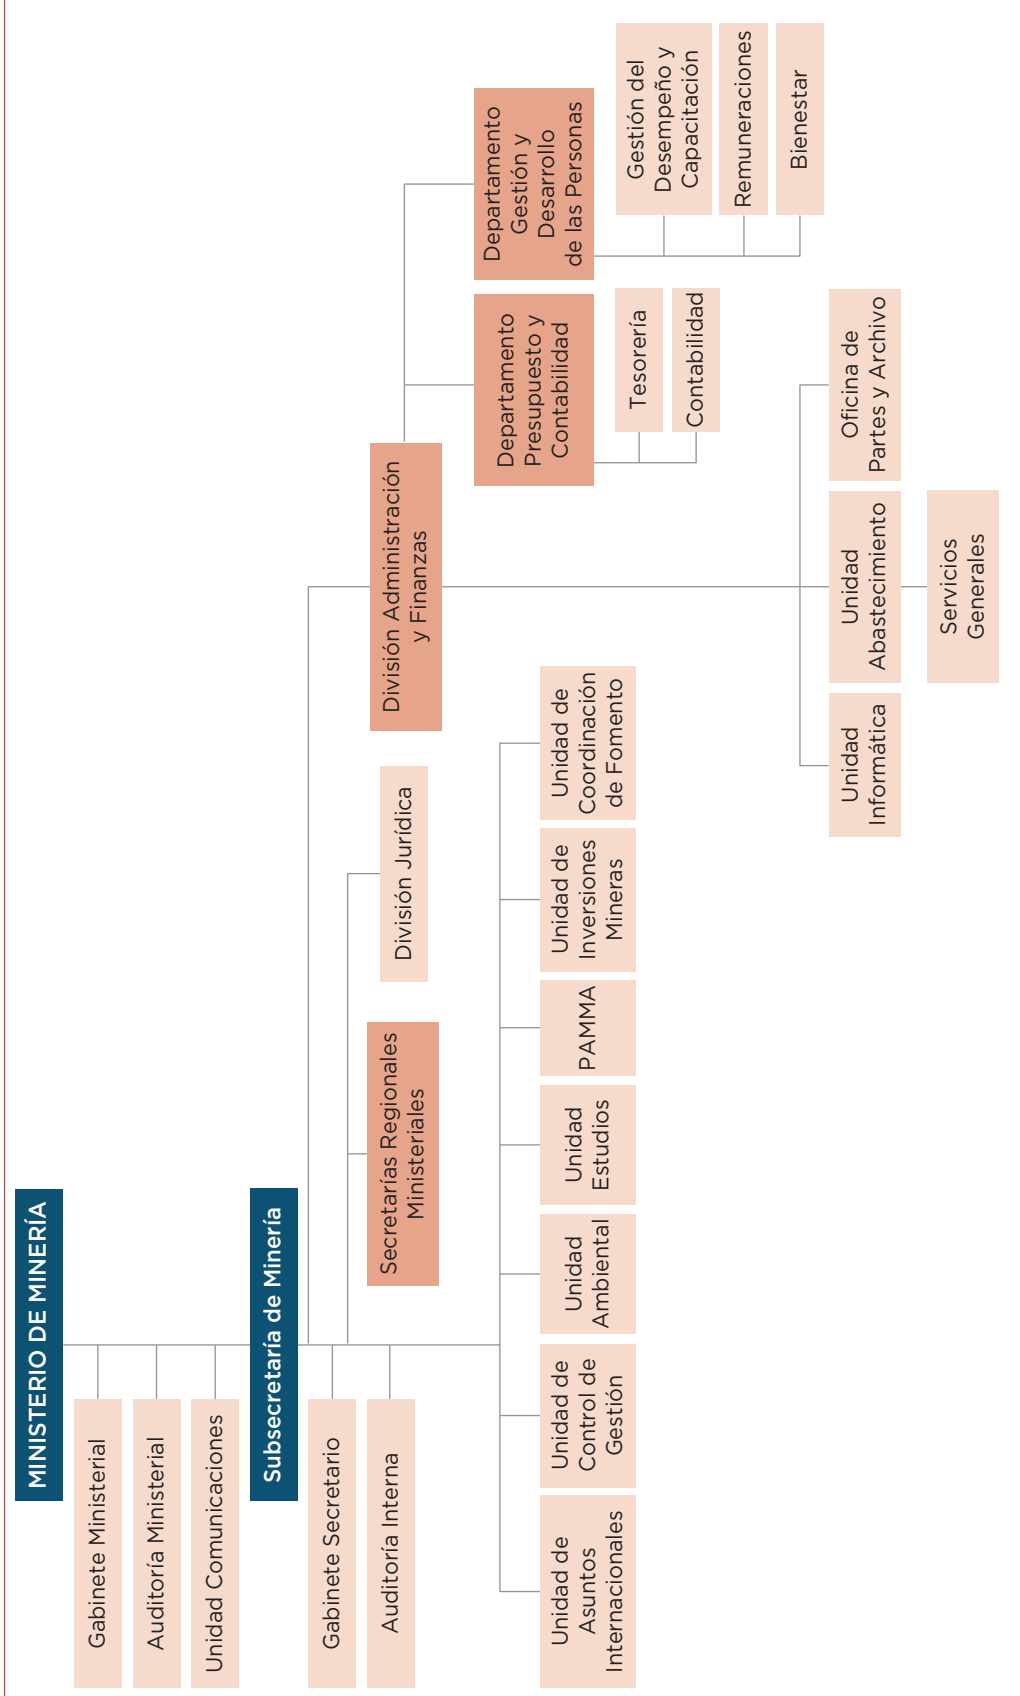 MINISTERIO DE MINERÍA
Gabinete Ministerial
Auditoría Ministerial
Unidad Comunicaciones
Subsecretaría de Minería
Gabinete Secretario
Auditoría Interna
Secretarías Regionales
Ministeriales
División Jurídica
División Administración
y Finanzas
Departamento
Presupuesto y
Contabilidad
Departamento
Gestión y
Desarrollo
de las Personas
Tesorería
Contabilidad
Gestión del
Desempeño y
Capacitación
Remuneraciones
Bienestar
Unidad de
Asuntos
Internacionales
Unidad de
Control de
Gestión
Unidad
Ambiental
Unidad
Estudios
PAMMA
Unidad de
Inversiones
Mineras
Unidad de
Coordinación
de Fomento
Unidad
Informática
Unidad
Abastecimiento
Oficina de
Partes y Archivo
Servicios
Generales